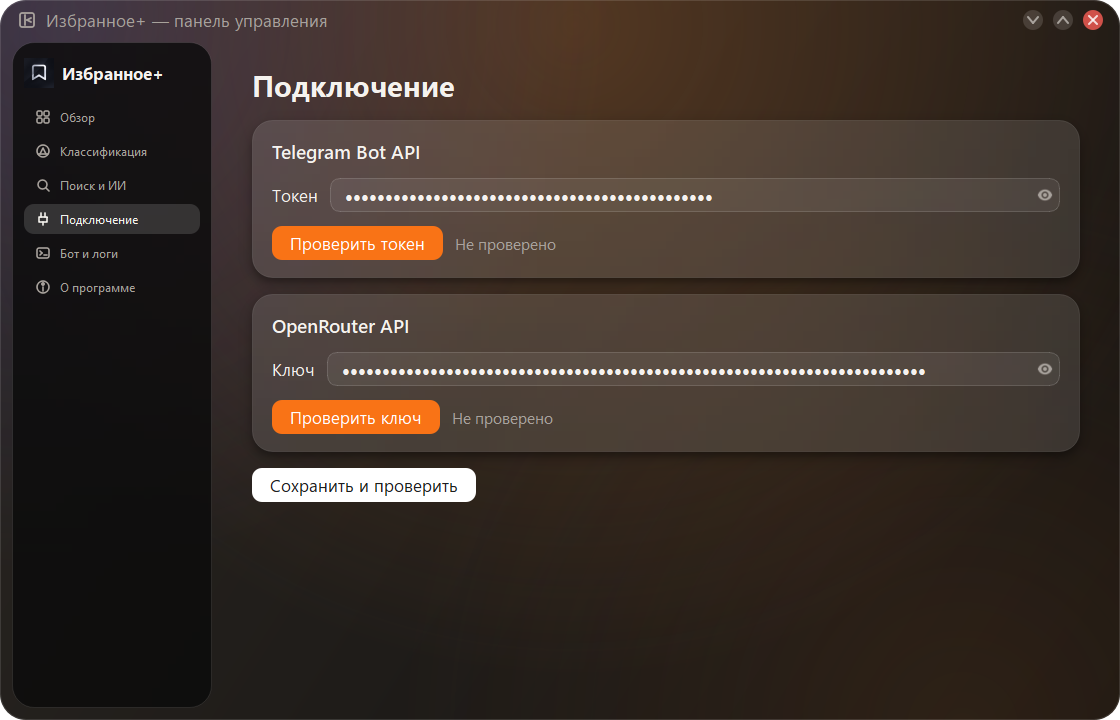 Избранное+ — панель управления
Избранное+
Обзор
Классификация
Поиск и ИИ
Подключение
Бот и логи
О программе
Подключение
Telegram Bot API
Токен ••••••••••••••••••••••••••••••••••••••••••••••
Проверить токен Не проверено
OpenRouter API
Ключ •••••••••••••••••••••••••••••••••••••••••••••••••••••••••••••••••••••••••
Проверить ключ Не проверено
Сохранить и проверить